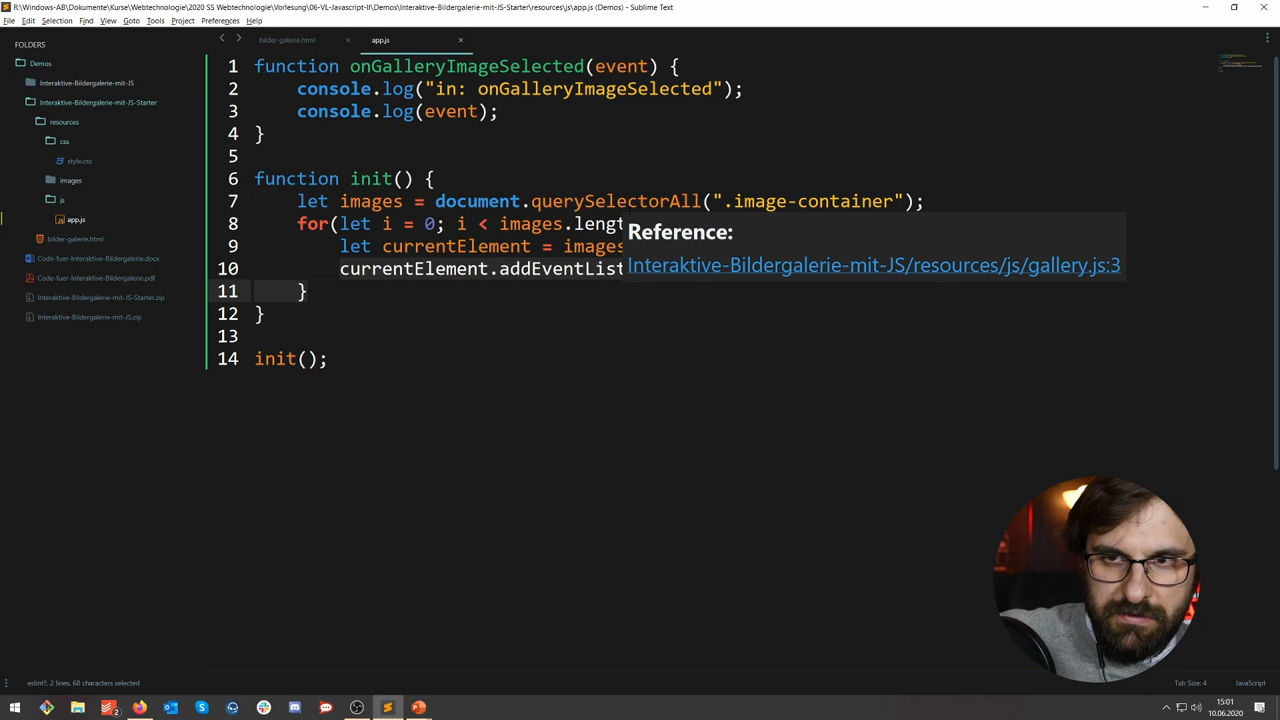 R:\Windows-AB\Dokumente\Kurse\Webtechnologie\2020 SS Webtechnologie\Vorlesung\06-VL-Javascript-II\Demos\Interaktive-Bildergalerie-mit-JS-Starter\resources\js\app.js (Demos) - Sublime Text
File Edit Selection Find View Goto Tools Project Preferences Help
FOLDERS
Demos
Interaktive-Bildergalerie-mit-JS
Interaktive-Bildergalerie-mit-JS-Starter
resources
css
style.css
images
js
app.js
bilder-galerie.html
Code-fuer-Interaktive-Bildergalerie.docx
Code-fuer-Interaktive-Bildergalerie.pdf
Interaktive-Bildergalerie-mit-JS-Starter.zip
Interaktive-Bildergalerie-mit-JS.zip
bilder-galerie.html app.js
1 function onGalleryImageSelected(event) {
2 console.log("in: onGalleryImageSelected");
3 console.log(event);
4 }
5
6 function init() {
7 let images = document.querySelectorAll(".image-container");
8 for(let i = 0; i < images.lengt
9 let currentElement = images
10 currentElement.addEventList
11 }
12 }
13
14 init();
Reference:
Interaktive-Bildergalerie-mit-JS/resources/js/gallery.js:3
eslint?, 2 lines, 68 characters selected
Tab Size: 4 JavaScript
2
15:01
10.06.2020